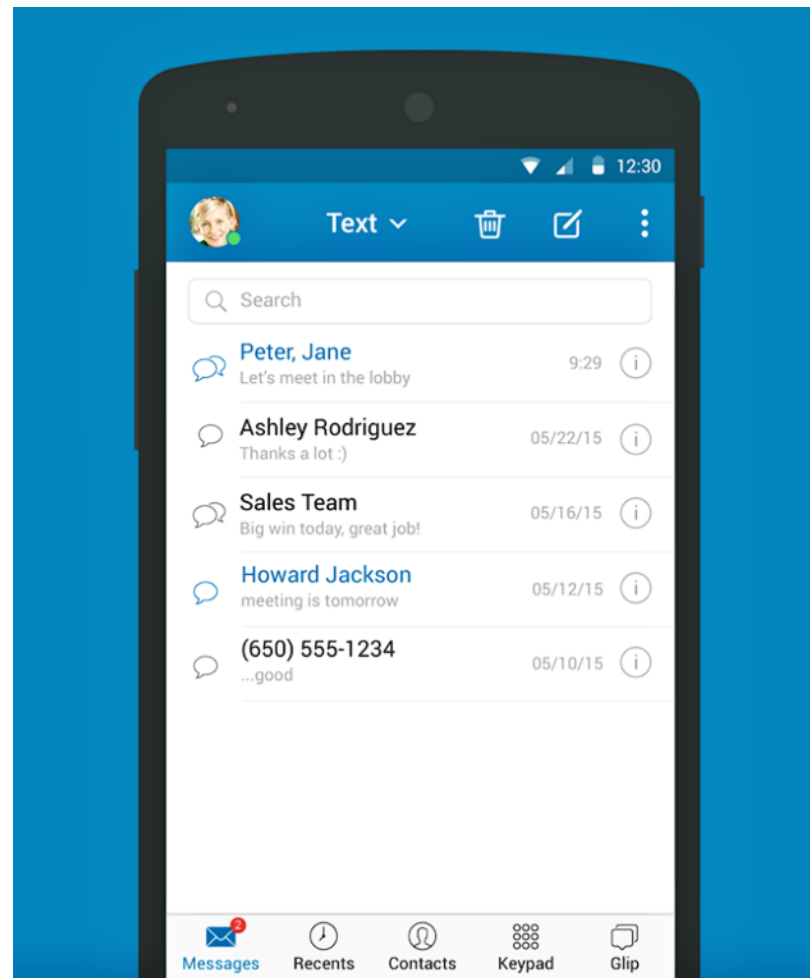 12:30
Text
Search
Peter, Jane
Let's meet in the lobby
9:29
Ashley Rodriguez
Thanks a lot :)
05/22/15
Sales Team
Big win today, great job!
05/16/15
Howard Jackson
meeting is tomorrow
05/12/15
(650) 555-1234
...good
05/10/15
2
Messages
Recents
Contacts
Keypad
Glip